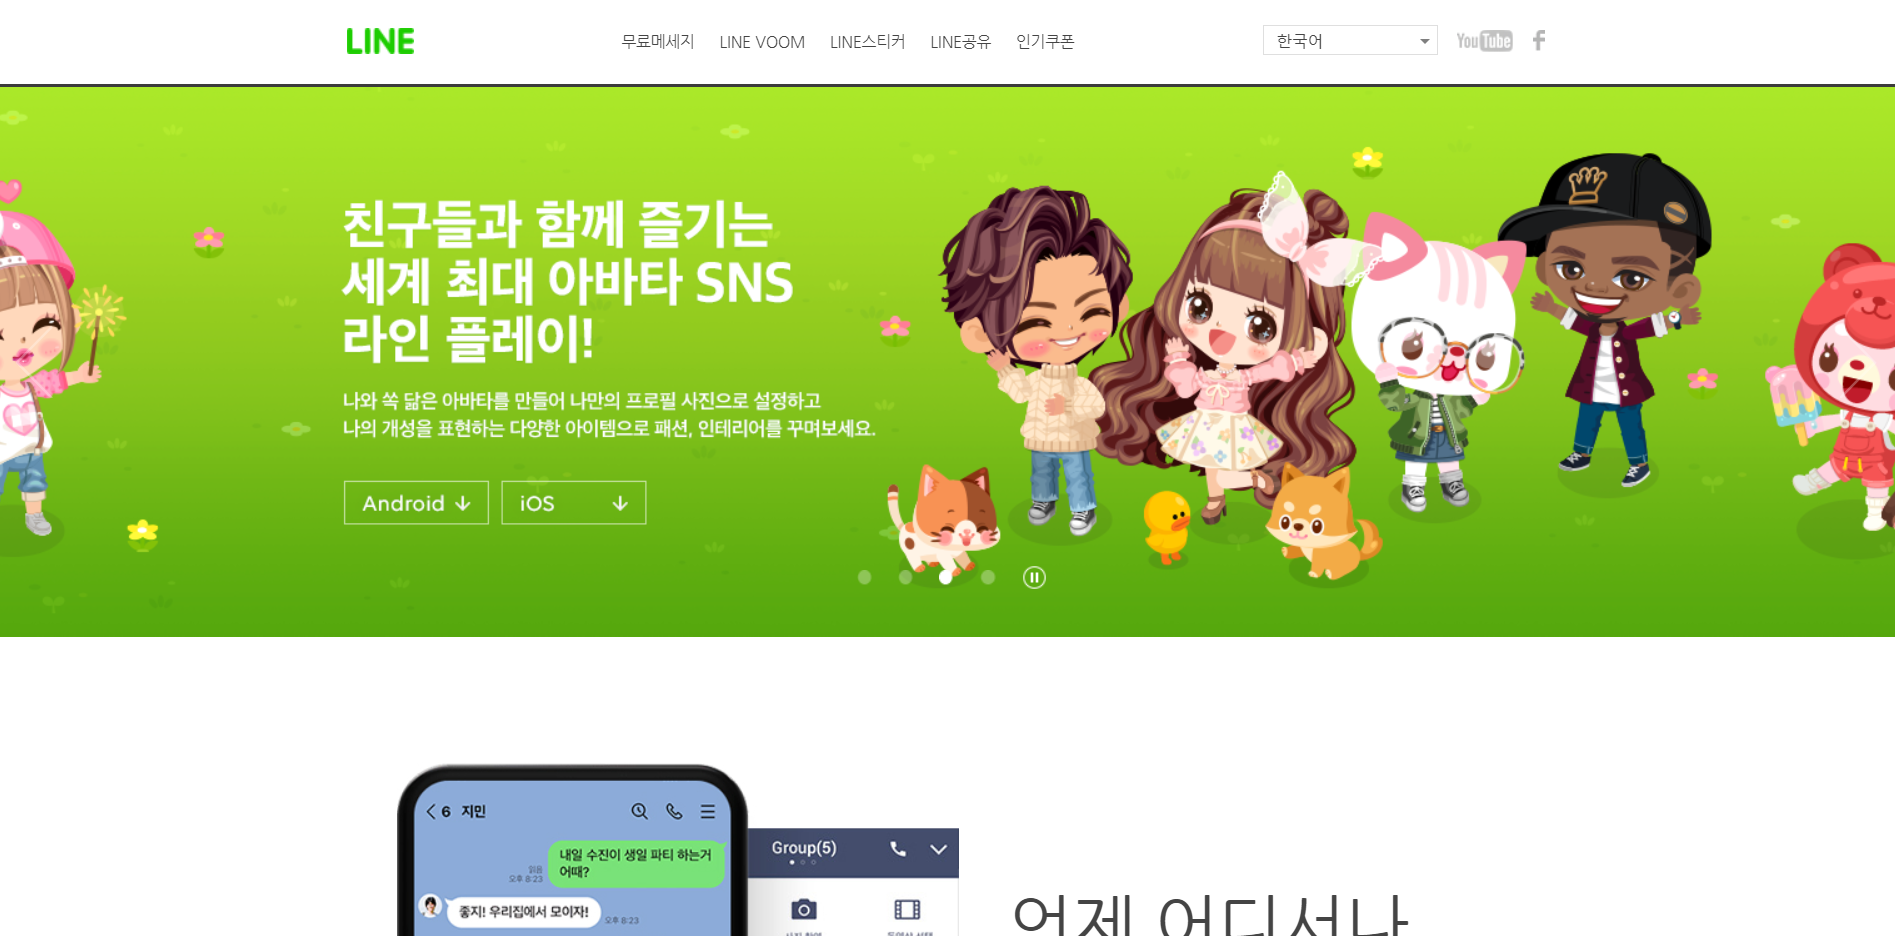 LINE
무료메세지 LINE VOOM LINE스티커 LINE공유 인기쿠폰
한국어
YouTube
친구들과 함께 즐기는
세계 최대 아바타 SNS
라인 플레이!
나와 쏙 닮은 아바타를 만들어 나만의 프로필 사진으로 설정하고
나의 개성을 표현하는 다양한 아이템으로 패션, 인테리어를 꾸며보세요.
Android
iOS
6 지민
내일 수진이 생일 파티 하는거
어때?
읽음
오후 8:23
좋지! 우리집에서 모이자!
오후 8:23
Group(5)
언제 어디서나